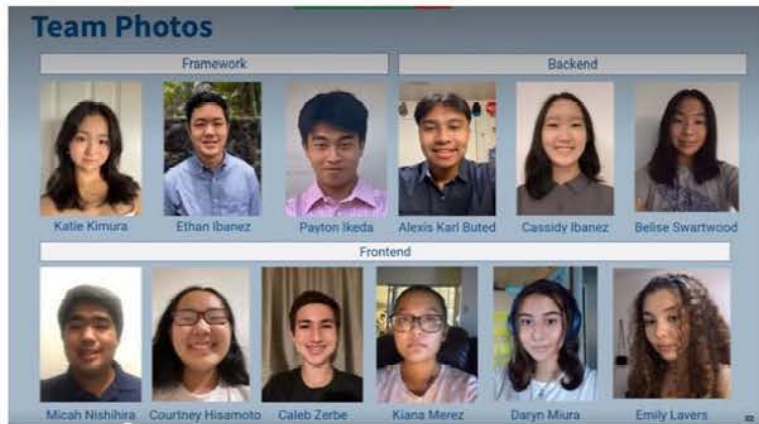 Team Photos
Framework Backend
Katie Kimura Ethan Ibanez Payton Ikeda Alexis Karl Buted Cassidy Ibanez Belise Swartwood
Frontend
Micah Nishihira Courtney Hisamoto Caleb Zerbe Kiana Merez Daryn Miura Emily Lavers